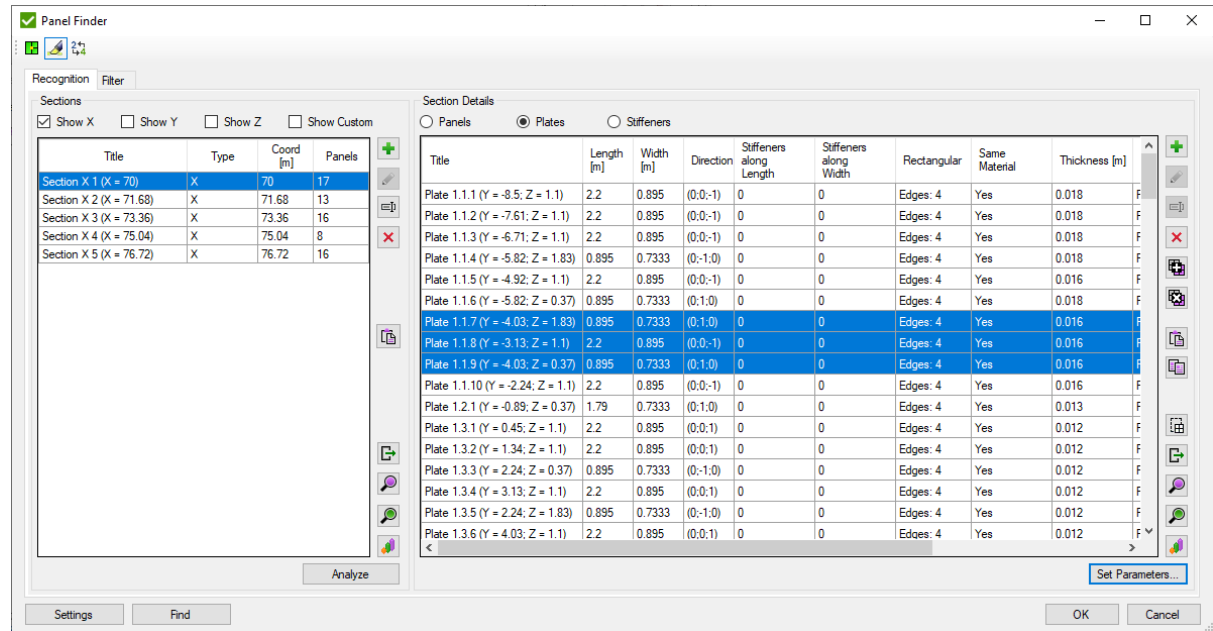 Panel Finder
Recognition Filter
Sections
Show X Show Y Show Z Show Custom
Title Type Coord [m] Panels
Section X 1 (X = 70) X 70 17
Section X 2 (X = 71.68) X 71.68 13
Section X 3 (X = 73.36) X 73.36 16
Section X 4 (X = 75.04) X 75.04 8
Section X 5 (X = 76.72) X 76.72 16
Analyze
Section Details
Panels Plates Stiffeners
Title Length [m] Width [m] Direction Stiffeners along Length Stiffeners along Width Rectangular Same Material Thickness [m]
Plate 1.1.1 (Y = -8.5; Z = 1.1) 2.2 0.895 (0;0;-1) 0 0 Edges: 4 Yes 0.018 F
Plate 1.1.2 (Y = -7.61; Z = 1.1) 2.2 0.895 (0;0;-1) 0 0 Edges: 4 Yes 0.018 F
Plate 1.1.3 (Y = -6.71; Z = 1.1) 2.2 0.895 (0;0;-1) 0 0 Edges: 4 Yes 0.018 F
Plate 1.1.4 (Y = -5.82; Z = 1.83) 0.895 0.7333 (0;-1;0) 0 0 Edges: 4 Yes 0.018 F
Plate 1.1.5 (Y = -4.92; Z = 1.1) 2.2 0.895 (0;0;-1) 0 0 Edges: 4 Yes 0.016 F
Plate 1.1.6 (Y = -5.82; Z = 0.37) 0.895 0.7333 (0;1;0) 0 0 Edges: 4 Yes 0.018 F
Plate 1.1.7 (Y = -4.03; Z = 1.83) 0.895 0.7333 (0;1;0) 0 0 Edges: 4 Yes 0.016 F
Plate 1.1.8 (Y = -3.13; Z = 1.1) 2.2 0.895 (0;0;-1) 0 0 Edges: 4 Yes 0.016 F
Plate 1.1.9 (Y = -4.03; Z = 0.37) 0.895 0.7333 (0;1;0) 0 0 Edges: 4 Yes 0.016 F
Plate 1.1.10 (Y = -2.24; Z = 1.1) 2.2 0.895 (0;0;-1) 0 0 Edges: 4 Yes 0.016 F
Plate 1.2.1 (Y = -0.89; Z = 0.37) 1.79 0.7333 (0;1;0) 0 0 Edges: 4 Yes 0.013 F
Plate 1.3.1 (Y = 0.45; Z = 1.1) 2.2 0.895 (0;0;1) 0 0 Edges: 4 Yes 0.012 F
Plate 1.3.2 (Y = 1.34; Z = 1.1) 2.2 0.895 (0;0;1) 0 0 Edges: 4 Yes 0.012 F
Plate 1.3.3 (Y = 2.24; Z = 0.37) 0.895 0.7333 (0;-1;0) 0 0 Edges: 4 Yes 0.012 F
Plate 1.3.4 (Y = 3.13; Z = 1.1) 2.2 0.895 (0;0;1) 0 0 Edges: 4 Yes 0.012 F
Plate 1.3.5 (Y = 2.24; Z = 1.83) 0.895 0.7333 (0;-1;0) 0 0 Edges: 4 Yes 0.012 F
Plate 1.3.6 (Y = 4.03; Z = 1.1) 2.2 0.895 (0;0;1) 0 0 Edges: 4 Yes 0.012 F
Set Parameters...
Settings Find OK Cancel